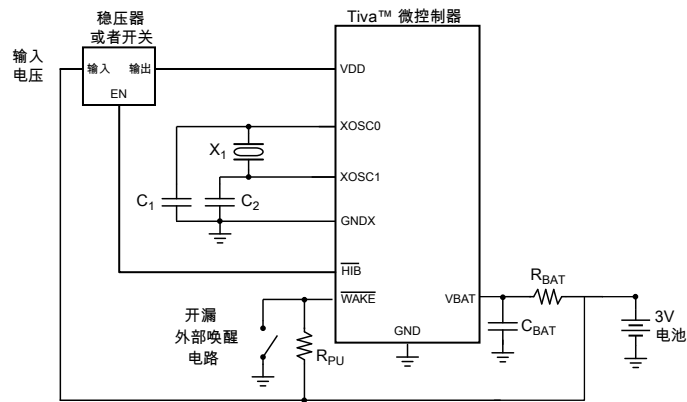 稳压器
或者开关
Tiva™ 微控制器
输入
电压
输入
输出
EN
VDD
XOSC0
X1
XOSC1
C1
C2
GNDX
HIB
WAKE
VBAT
RBAT
开漏
外部唤醒
电路
RPU
GND
CBAT
3V
电池